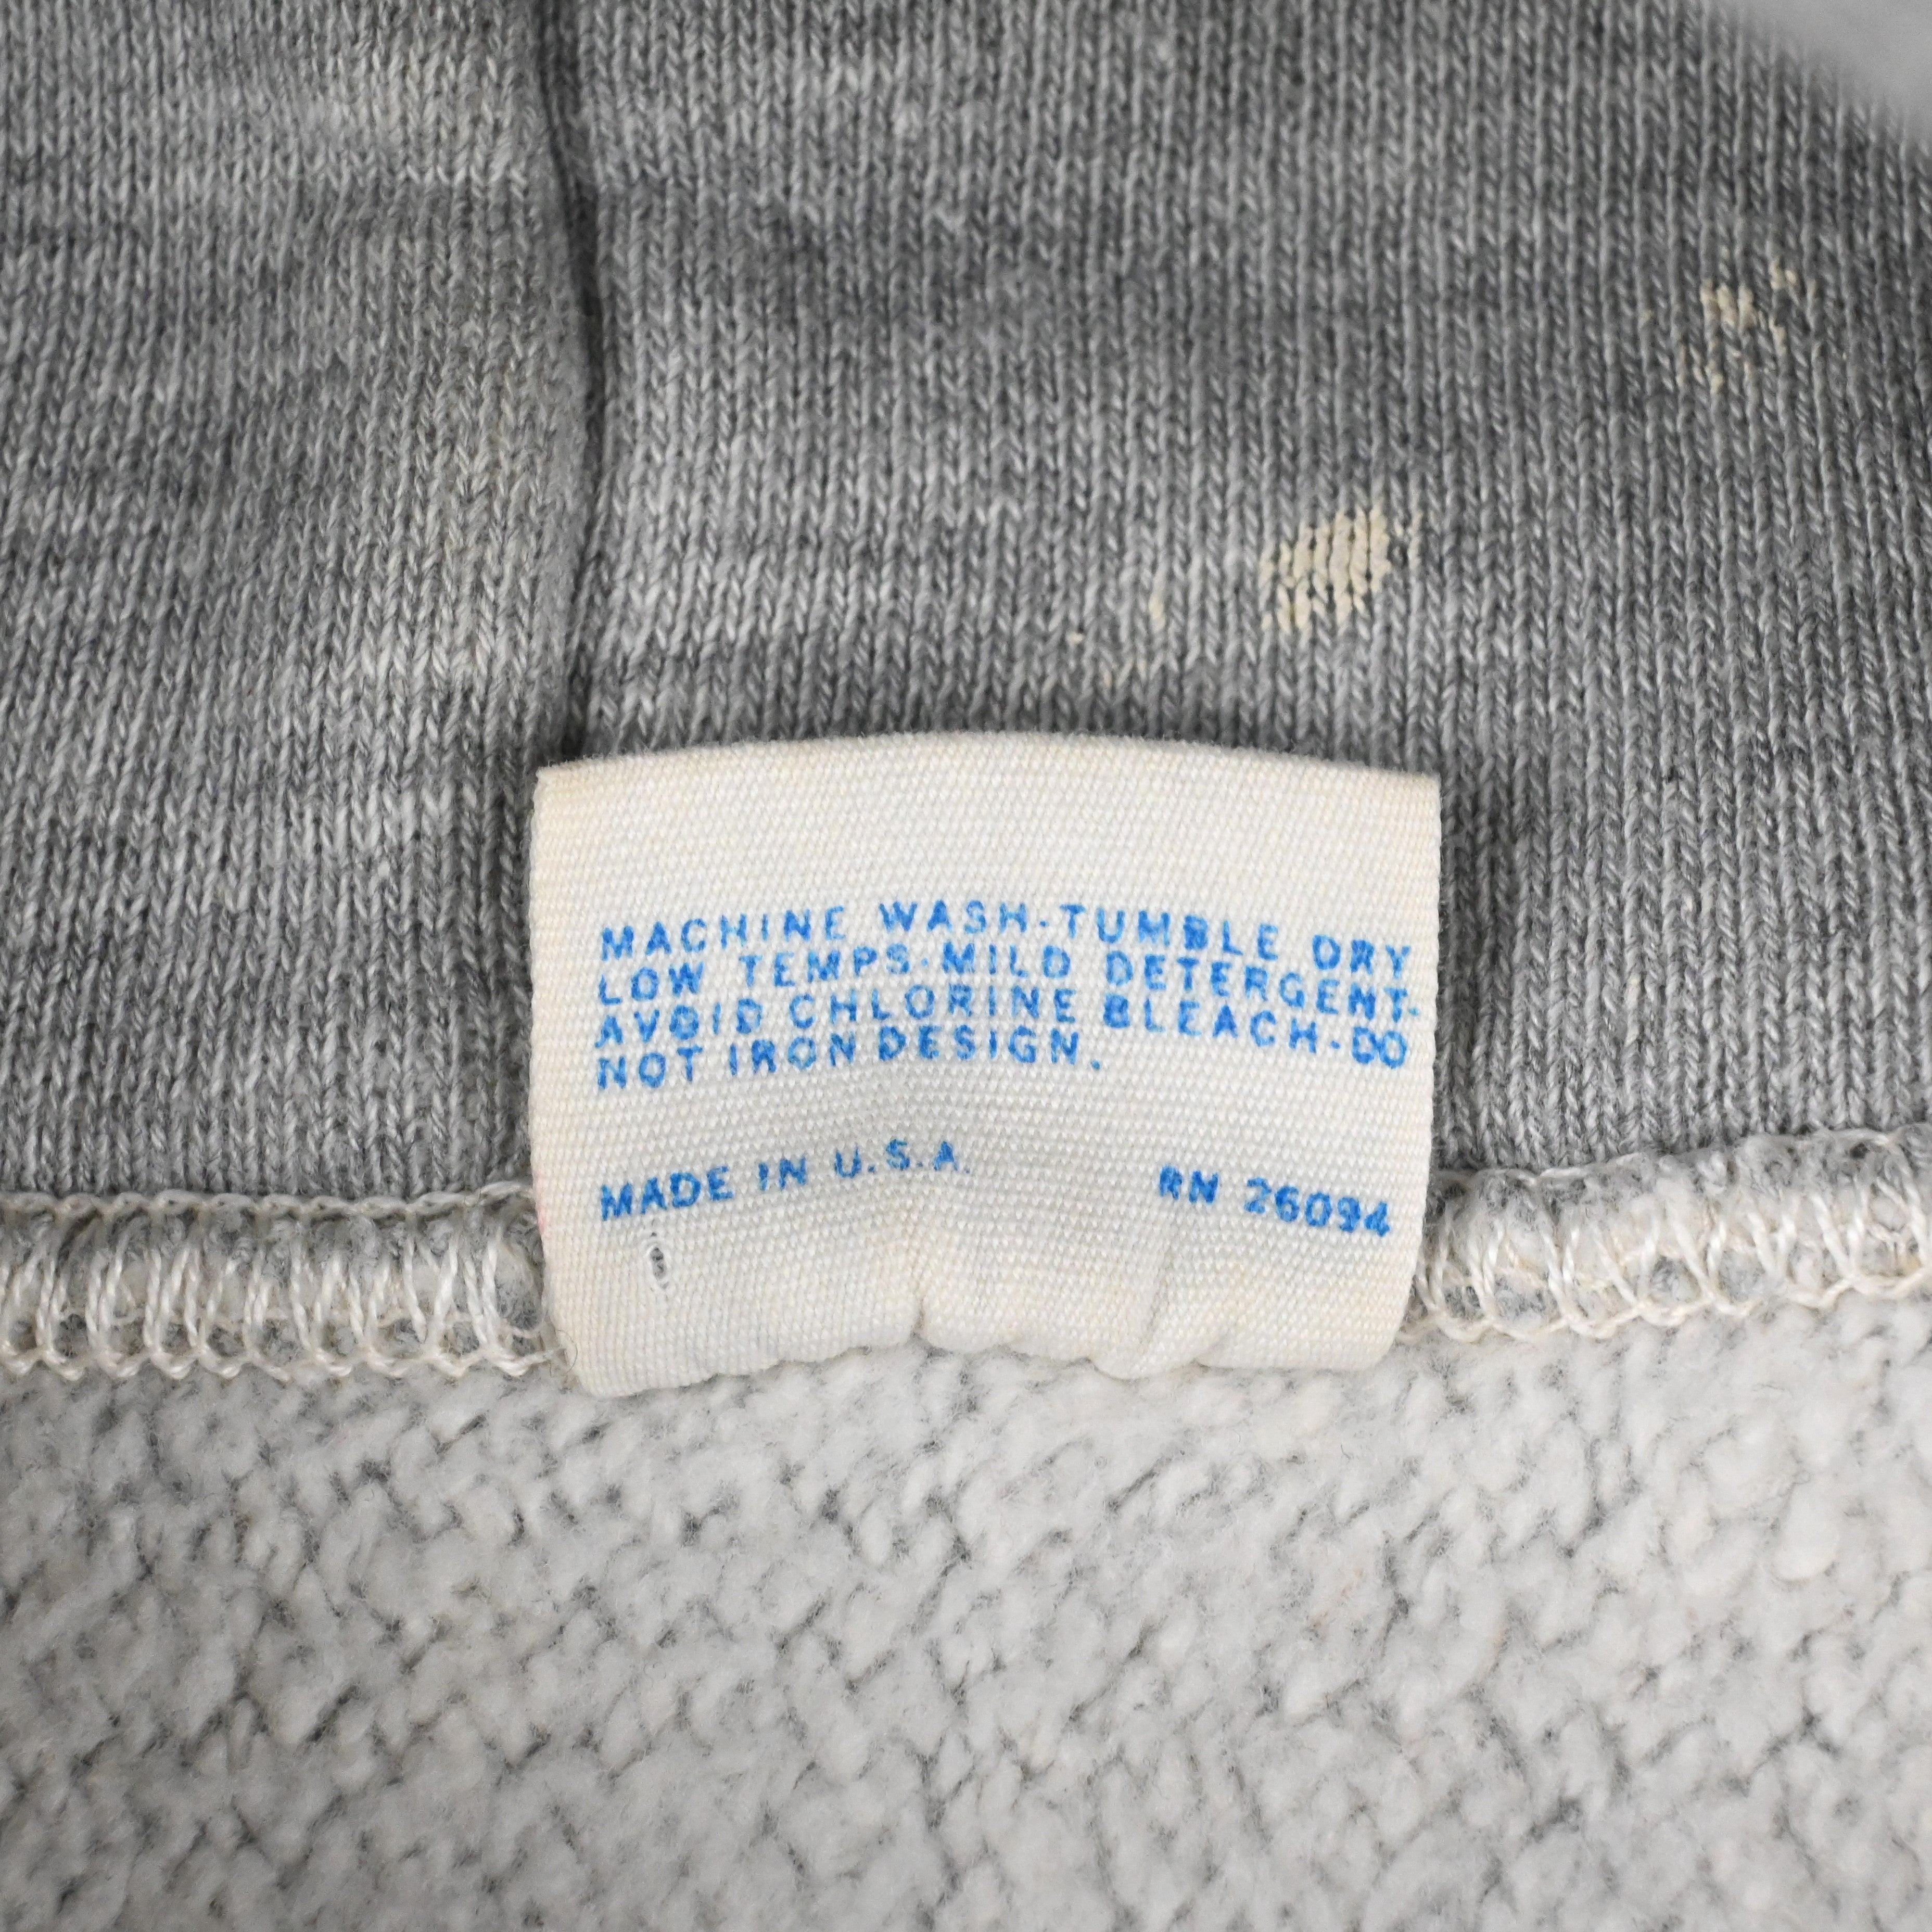 MACHINE WASH-TUMBLE DRY
LOW TEMPS-MILD DETERGENT-
AVOID CHLORINE BLEACH-DO
NOT IRON DESIGN.
MADE IN U.S.A. RN 26094